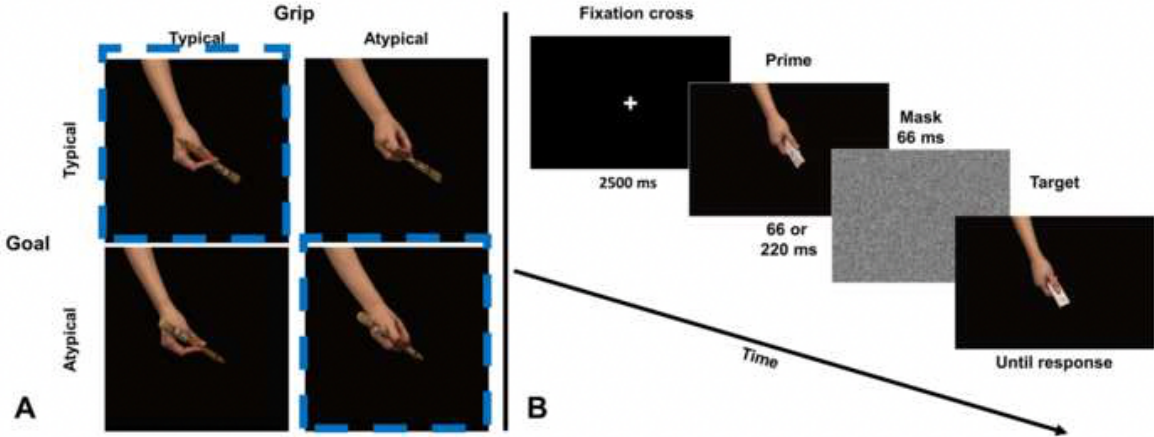 Grip
Typical
Atypical
Typical
Goal
Atypical
A
Fixation cross
2500 ms
Prime
66 or
220 ms
Mask
66 ms
Target
Until response
Time
B